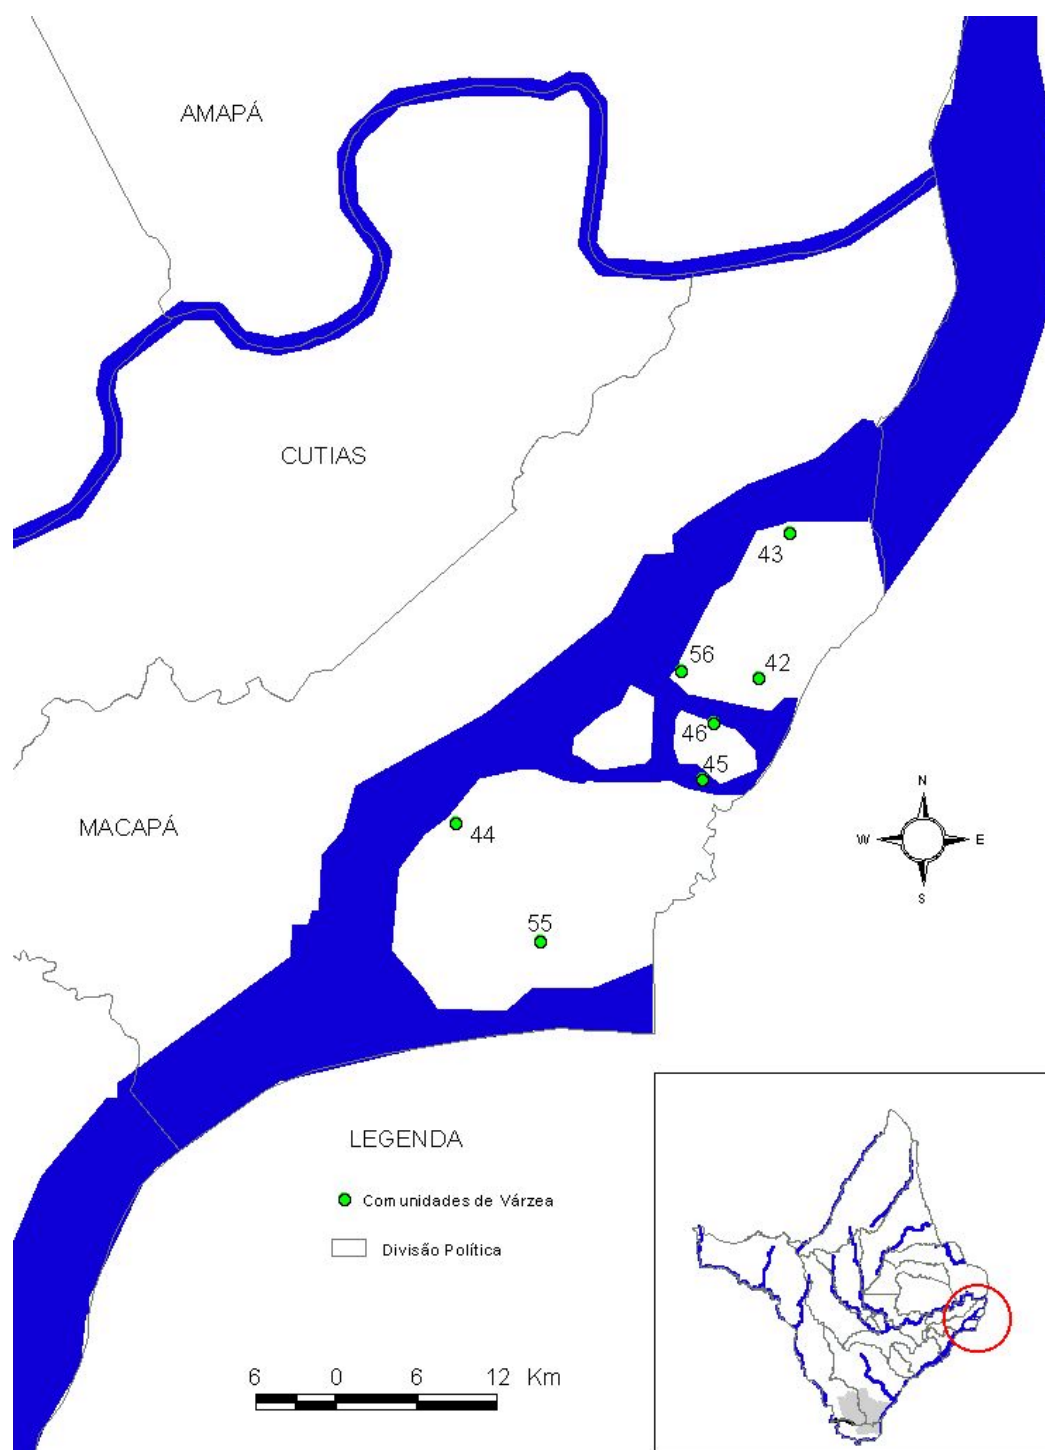 AMAPÁ
CUTIAS
43
56
42
46
45
MACAPÁ
44
55
N
W
E
S
LEGENDA
Comunidades de Várzea
Divisão Política
6 0 6 12 Km